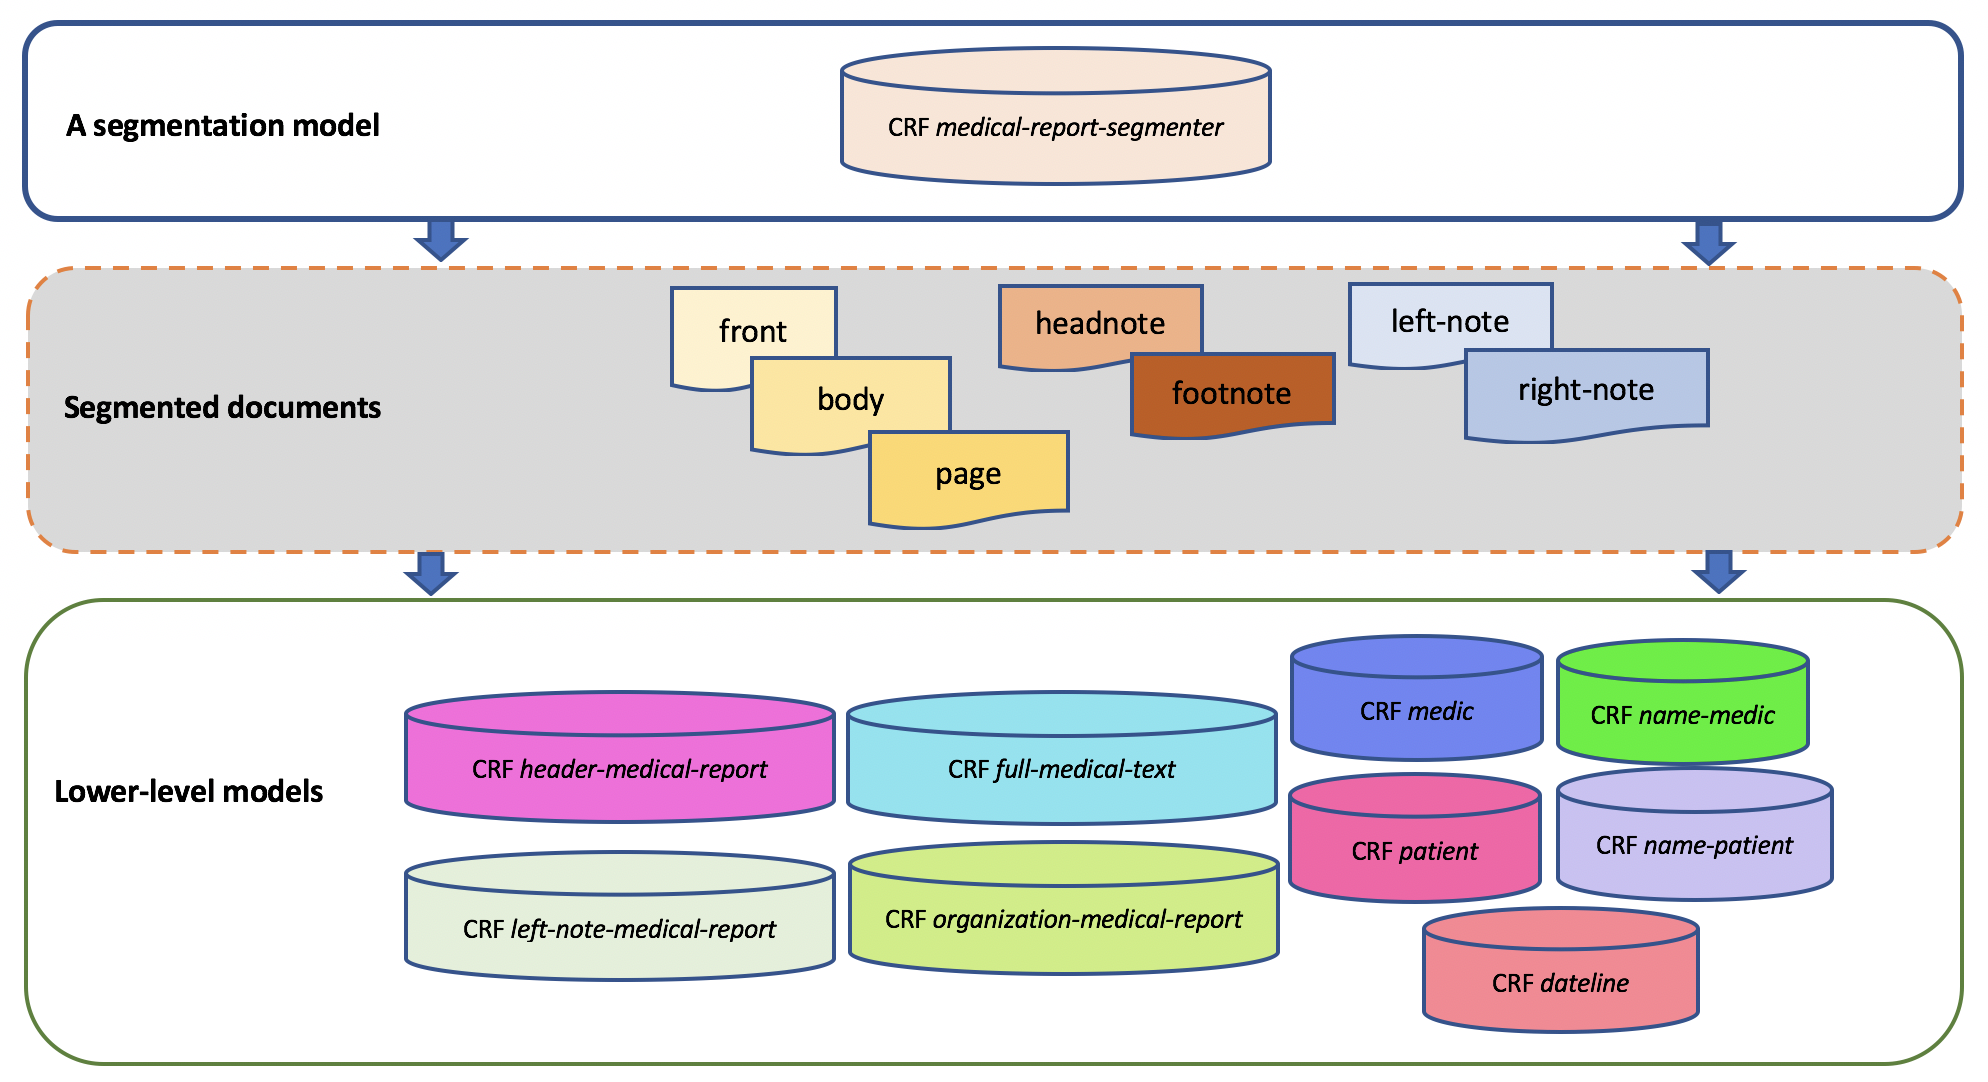 A segmentation model
CRF medical-report-segmenter
Segmented documents
front
body
page
headnote
footnote
left-note
right-note
Lower-level models
CRF header-medical-report
CRF full-medical-text
CRF left-note-medical-report
CRF organization-medical-report
CRF medic
CRF name-medic
CRF patient
CRF name-patient
CRF dateline